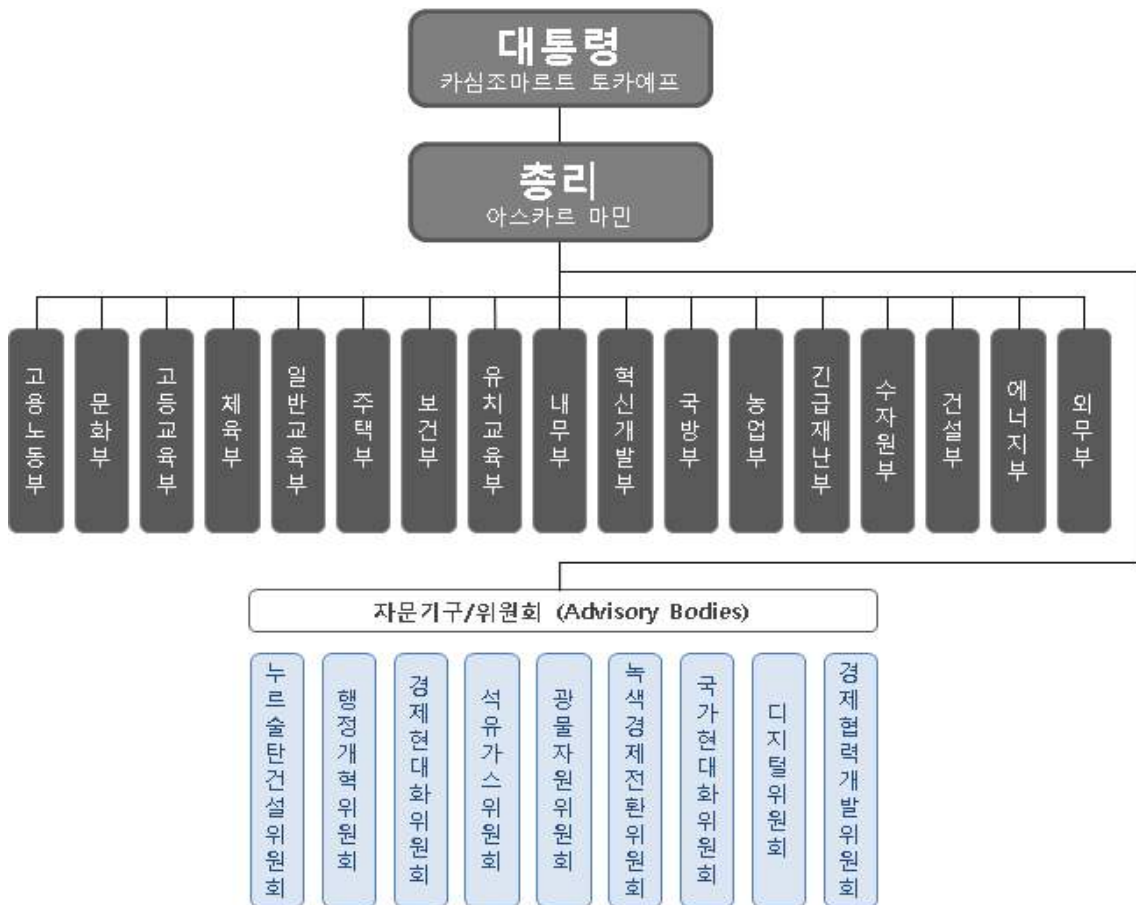 대통령
카심조마르트 토카예프
총리
아스카르 마민
고용노동부
문화부
고등교육부
체육부
일반교육부
주택부
보건부
유치교육부
내무부
혁신개발부
국방부
농업부
긴급재난부
수자원부
건설부
에너지부
외무부
자문기구/위원회 (Advisory Bodies)
누르술탄건설위원회
행정개혁위원회
경제현대화위원회
석유가스위원회
광물자원위원회
녹색경제전환위원회
국가현대화위원회
디지털위원회
경제협력개발위원회